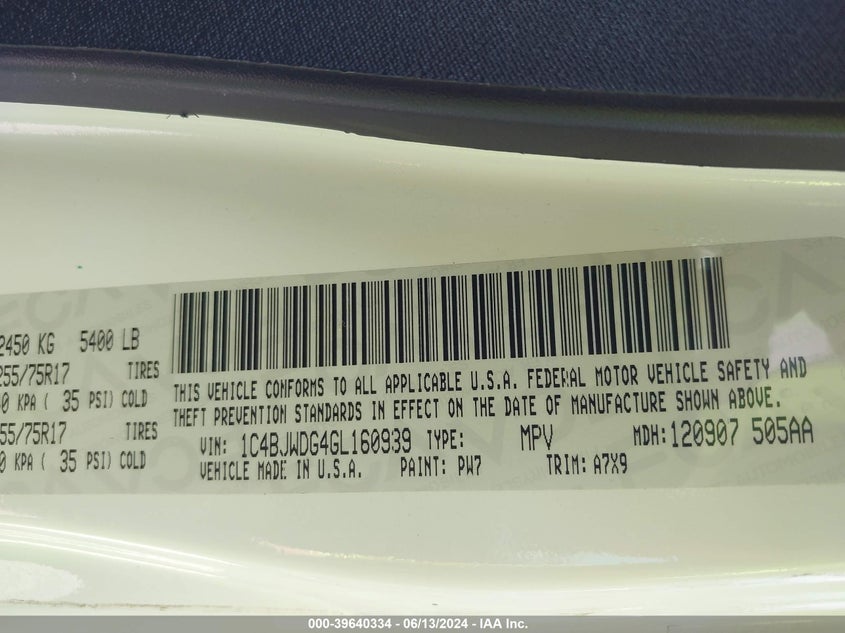 2450 KG 5400 LB
255/75R17 TIRES
0 KPA ( 35 PSI) COLD
55/75R17 TIRES
0 KPA ( 35 PSI) COLD
THIS VEHICLE CONFORMS TO ALL APPLICABLE U.S.A. FEDERAL MOTOR VEHICLE SAFETY AND
THEFT PREVENTION STANDARDS IN EFFECT ON THE DATE OF MANUFACTURE SHOWN ABOVE.
VIN: 1C4BJWDG4GL160939 TYPE: MPV MDH: 120907 505AA
VEHICLE MADE IN U.S.A. PAINT: PW7 TRIM: A7X9
000-39640334 - 06/13/2024 - IAA Inc.